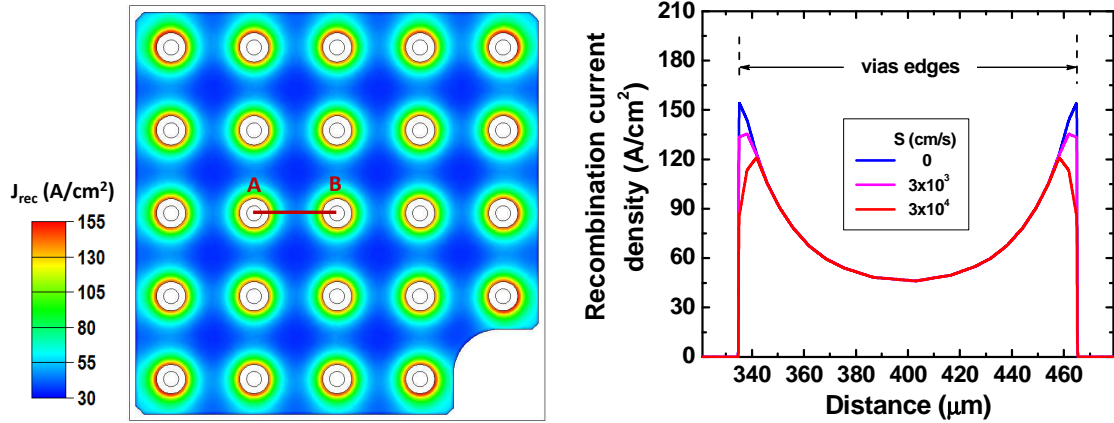 J_rec (A/cm²)
155
130
105
80
55
30
A
B
Recombination current
density (A/cm²)
210
180
150
120
90
60
30
0
vias edges
S (cm/s)
0
3x10³
3x10⁴
340 360 380 400 420 440 460
Distance (μm)